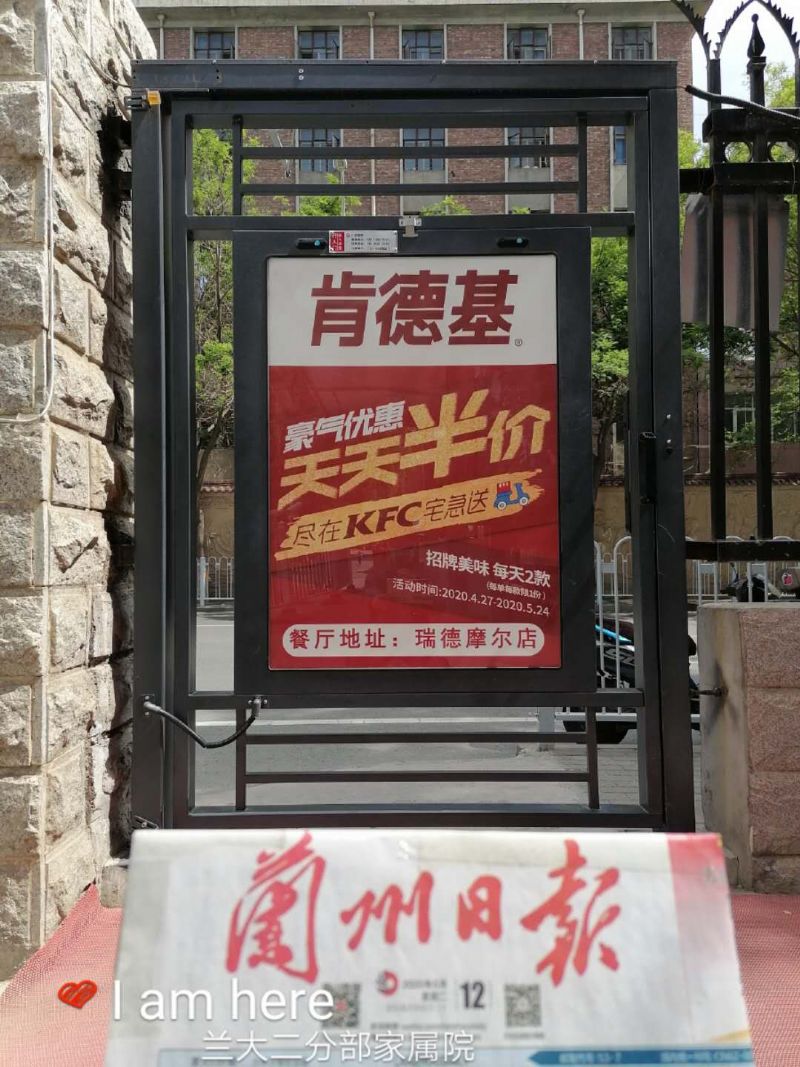 肯德基®
豪气优惠
天天半价
尽在KFC宅急送
招牌美味 每天2款
(每单每款限1份)
活动时间:2020.4.27-2020.5.24
餐厅地址：瑞德摩尔店
蘭州日报
12
I am here
兰大二分部家属院